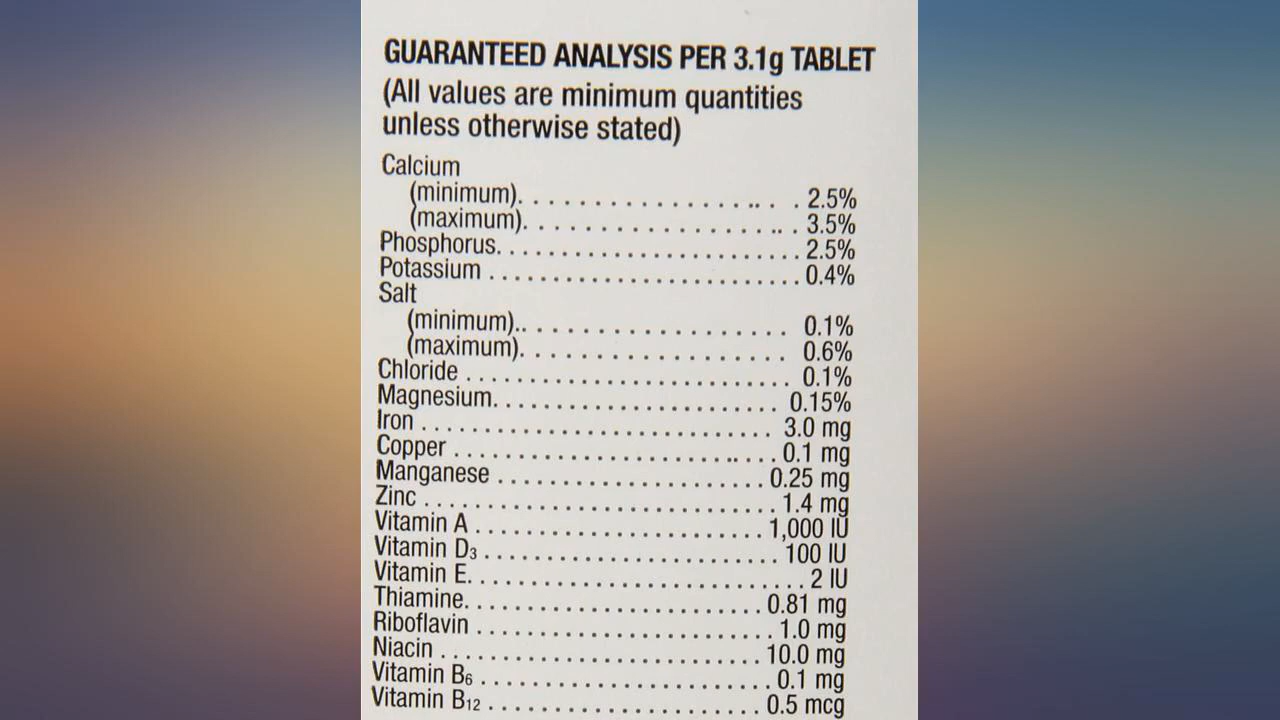 GUARANTEED ANALYSIS PER 3.1g TABLET
(All values are minimum quantities
unless otherwise stated)
Calcium
(minimum). . . . . . . . . . . . . . . . . .. . . 2.5%
(maximum). . . . . . . . . . . . . . . . . . .. . 3.5%
Phosphorus. . . . . . . . . . . . . . . . . . . . . . . . 2.5%
Potassium . . . . . . . . . . . . . . . . . . . . . . . . . 0.4%
Salt
(minimum).. . . . . . . . . . . . . . . . . . . . 0.1%
(maximum). . . . . . . . . . . . . . . . . . . . . 0.6%
Chloride . . . . . . . . . . . . . . . . . . . . . . . . . . 0.1%
Magnesium. . . . . . . . . . . . . . . . . . . . . . . 0.15%
Iron . . . . . . . . . . . . . . . . . . . . . . . . . . . . 3.0 mg
Copper . . . . . . . . . . . . . . . . . . . . . .. . . . 0.1 mg
Manganese . . . . . . . . . . . . . . . . . . . . . 0.25 mg
Zinc . . . . . . . . . . . . . . . . . . . . . . . . . . . . 1.4 mg
Vitamin A . . . . . . . . . . . . . . . . . . . . . . . 1,000 IU
Vitamin D3 . . . . . . . . . . . . . . . . . . . . . . . . 100 IU
Vitamin E. . . . . . . . . . . . . . . . . . . . . . . . . . . 2 IU
Thiamine. . . . . . . . . . . . . . . . . . . . . . . . 0.81 mg
Riboflavin . . . . . . . . . . . . . . . . . . . . . . . . 1.0 mg
Niacin . . . . . . . . . . . . . . . . . . . . . . . . . . 10.0 mg
Vitamin B6 . . . . . . . . . . . . . . . . . . . . . . . 0.1 mg
Vitamin B12 . . . . . . . . . . . . . . . . . . . . . . 0.5 mcg